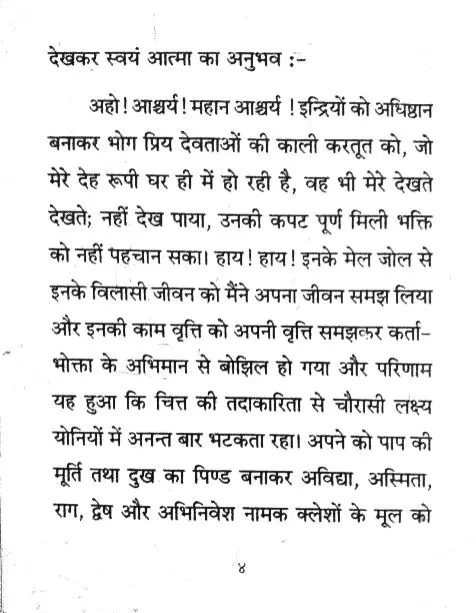 देखकर स्वयं आत्मा का अनुभव :-
अहो! आश्चर्य! महान आश्चर्य ! इन्द्रियों को अधिष्ठान
बनाकर भोग प्रिय देवताओं की काली करतूत को, जो
मेरे देह रूपी घर ही में हो रही है, वह भी मेरे देखते
देखते; नहीं देख पाया, उनकी कपट पूर्ण मिली भक्ति
को नहीं पहचान सका। हाय! हाय! इनके मेल जोल से
इनके विलासी जीवन को मैंने अपना जीवन समझ लिया
और इनकी काम वृत्ति को अपनी वृत्ति समझकर कर्ता-
भोक्ता के अभिमान से बोझिल हो गया और परिणाम
यह हुआ कि चित्त की तदाकारिता से चौरासी लक्ष्य
योनियों में अनन्त बार भटकता रहा। अपने को पाप की
मूर्ति तथा दुख का पिण्ड बनाकर अविद्या, अस्मिता,
राग, द्वेष और अभिनिवेश नामक क्लेशों के मूल को
४